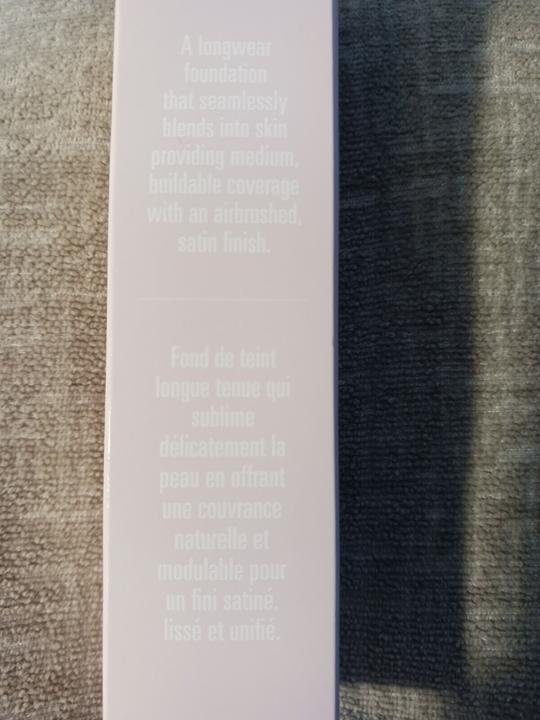 A longwear
foundation
that seamlessly
blends into skin
providing medium,
buildable coverage
with an airbrushed,
satin finish.
Fond de teint
longue tenue qui
sublime
délicatement la
peau en offrant
une couvrance
naturelle et
modulable pour
un fini satiné,
lissé et unifié.